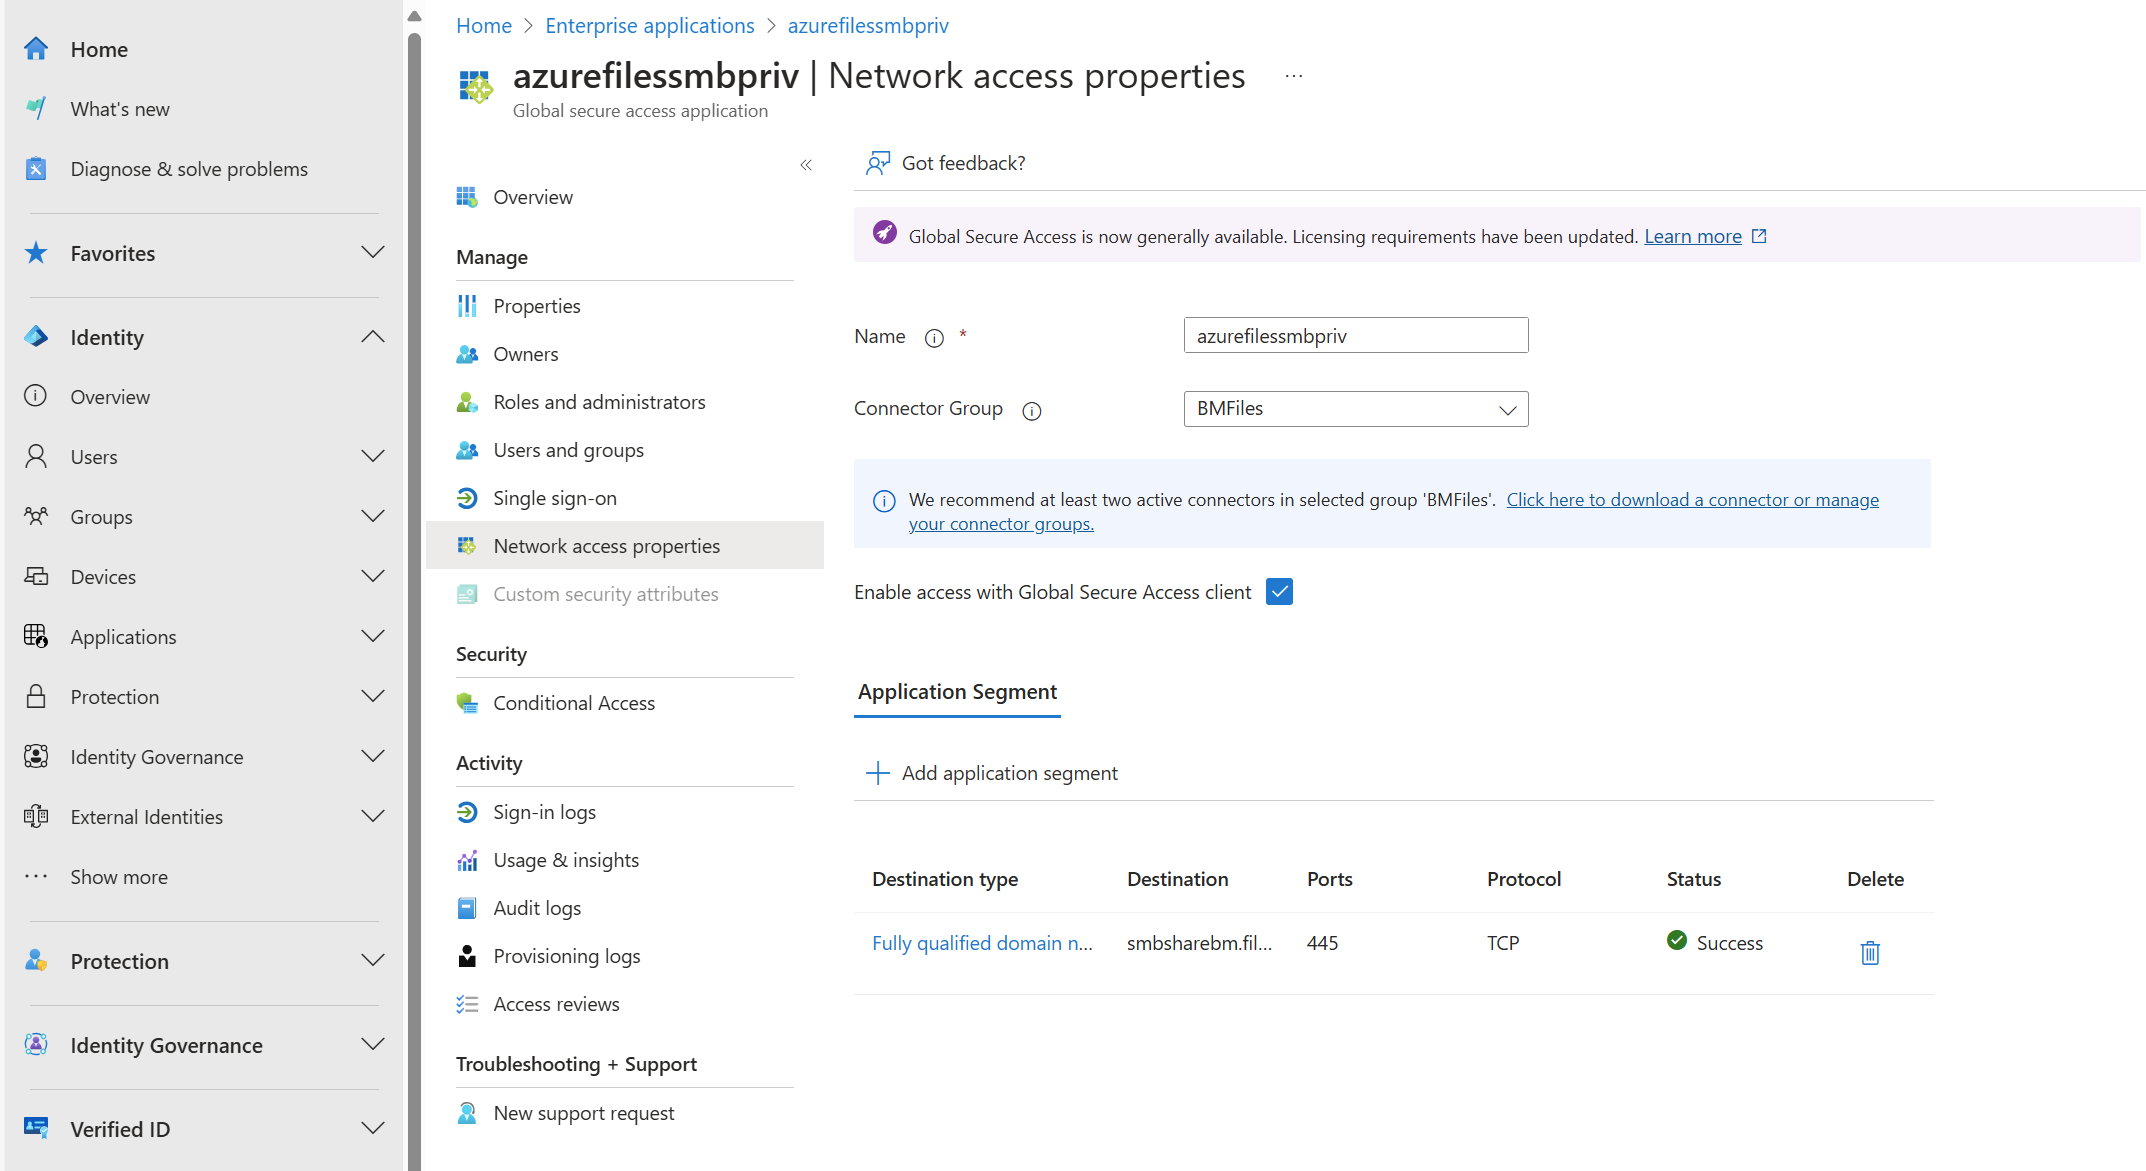 Home
What's new
Diagnose & solve problems
Favorites
Identity
Overview
Users
Groups
Devices
Applications
Protection
Identity Governance
External Identities
Show more
Protection
Identity Governance
Verified ID
Home > Enterprise applications > azurefilessmbpriv
azurefilessmbpriv | Network access properties ...
Global secure access application
Overview
Manage
Properties
Owners
Roles and administrators
Users and groups
Single sign-on
Network access properties
Custom security attributes
Security
Conditional Access
Activity
Sign-in logs
Usage & insights
Audit logs
Provisioning logs
Access reviews
Troubleshooting + Support
New support request
Got feedback?
Global Secure Access is now generally available. Licensing requirements have been updated. Learn more
Name * azurefilessmbpriv
Connector Group BMFiles
We recommend at least two active connectors in selected group 'BMFiles'. Click here to download a connector or manage
your connector groups.
Enable access with Global Secure Access client
Application Segment
Add application segment
Destination type Destination Ports Protocol Status Delete
Fully qualified domain n... smbsharebm.fil... 445 TCP Success